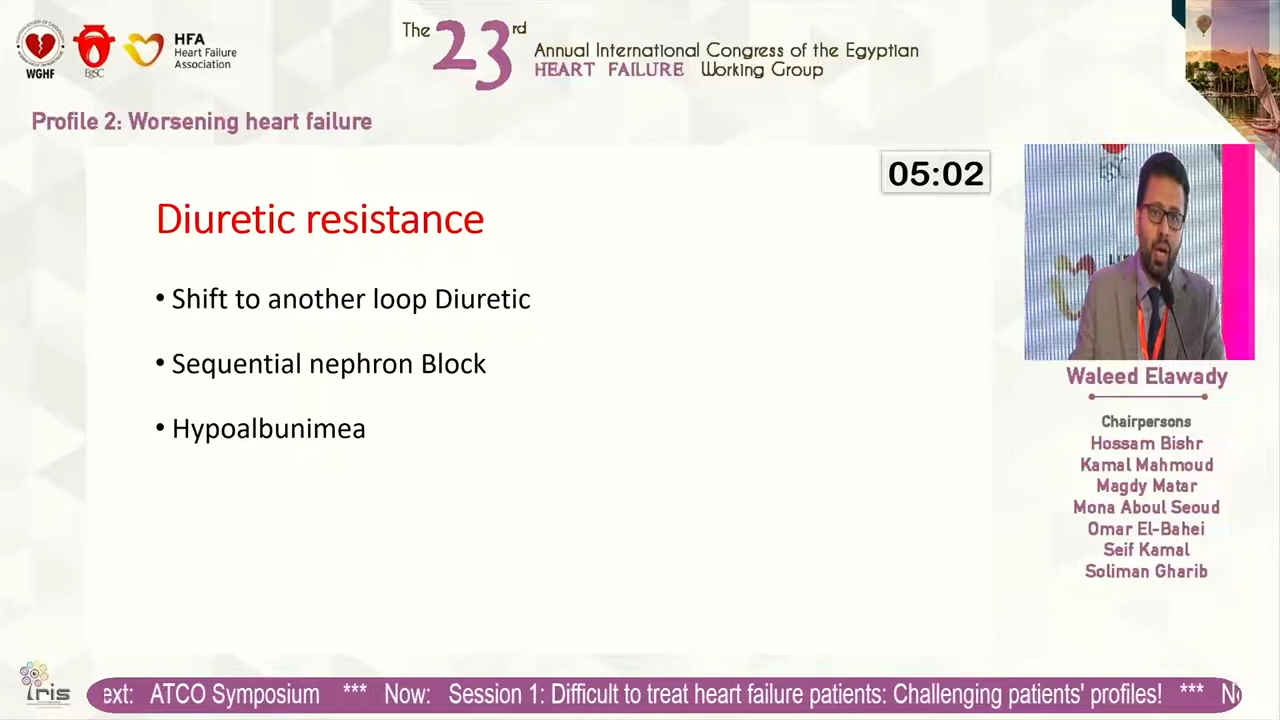 The 23rd
Annual International Congress of the Egyptian
HEART FAILURE Working Group
WGHF
EgSC
HFA
Heart Failure
Association
Profile 2: Worsening heart failure
05:02
Diuretic resistance
• Shift to another loop Diuretic
• Sequential nephron Block
• Hypoalbunimea
Waleed Elawady
Chairpersons
Hossam Bishr
Kamal Mahmoud
Magdy Matar
Mona Aboul Seoud
Omar El-Bahei
Seif Kamal
Soliman Gharib
Iris
ext: ATCO Symposium *** Now: Session 1: Difficult to treat heart failure patients: Challenging patients' profiles! *** N